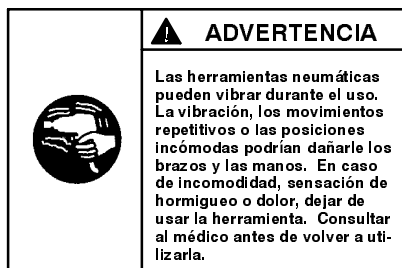 ADVERTENCIA
Las herramientas neumáticas
pueden vibrar durante el uso.
La vibración, los movimientos
repetitivos o las posiciones
incómodas podrían dañarle los
brazos y las manos. En caso
de incomodidad, sensación de
hormigueo o dolor, dejar de
usar la herramienta. Consultar
al médico antes de volver a uti-
lizarla.